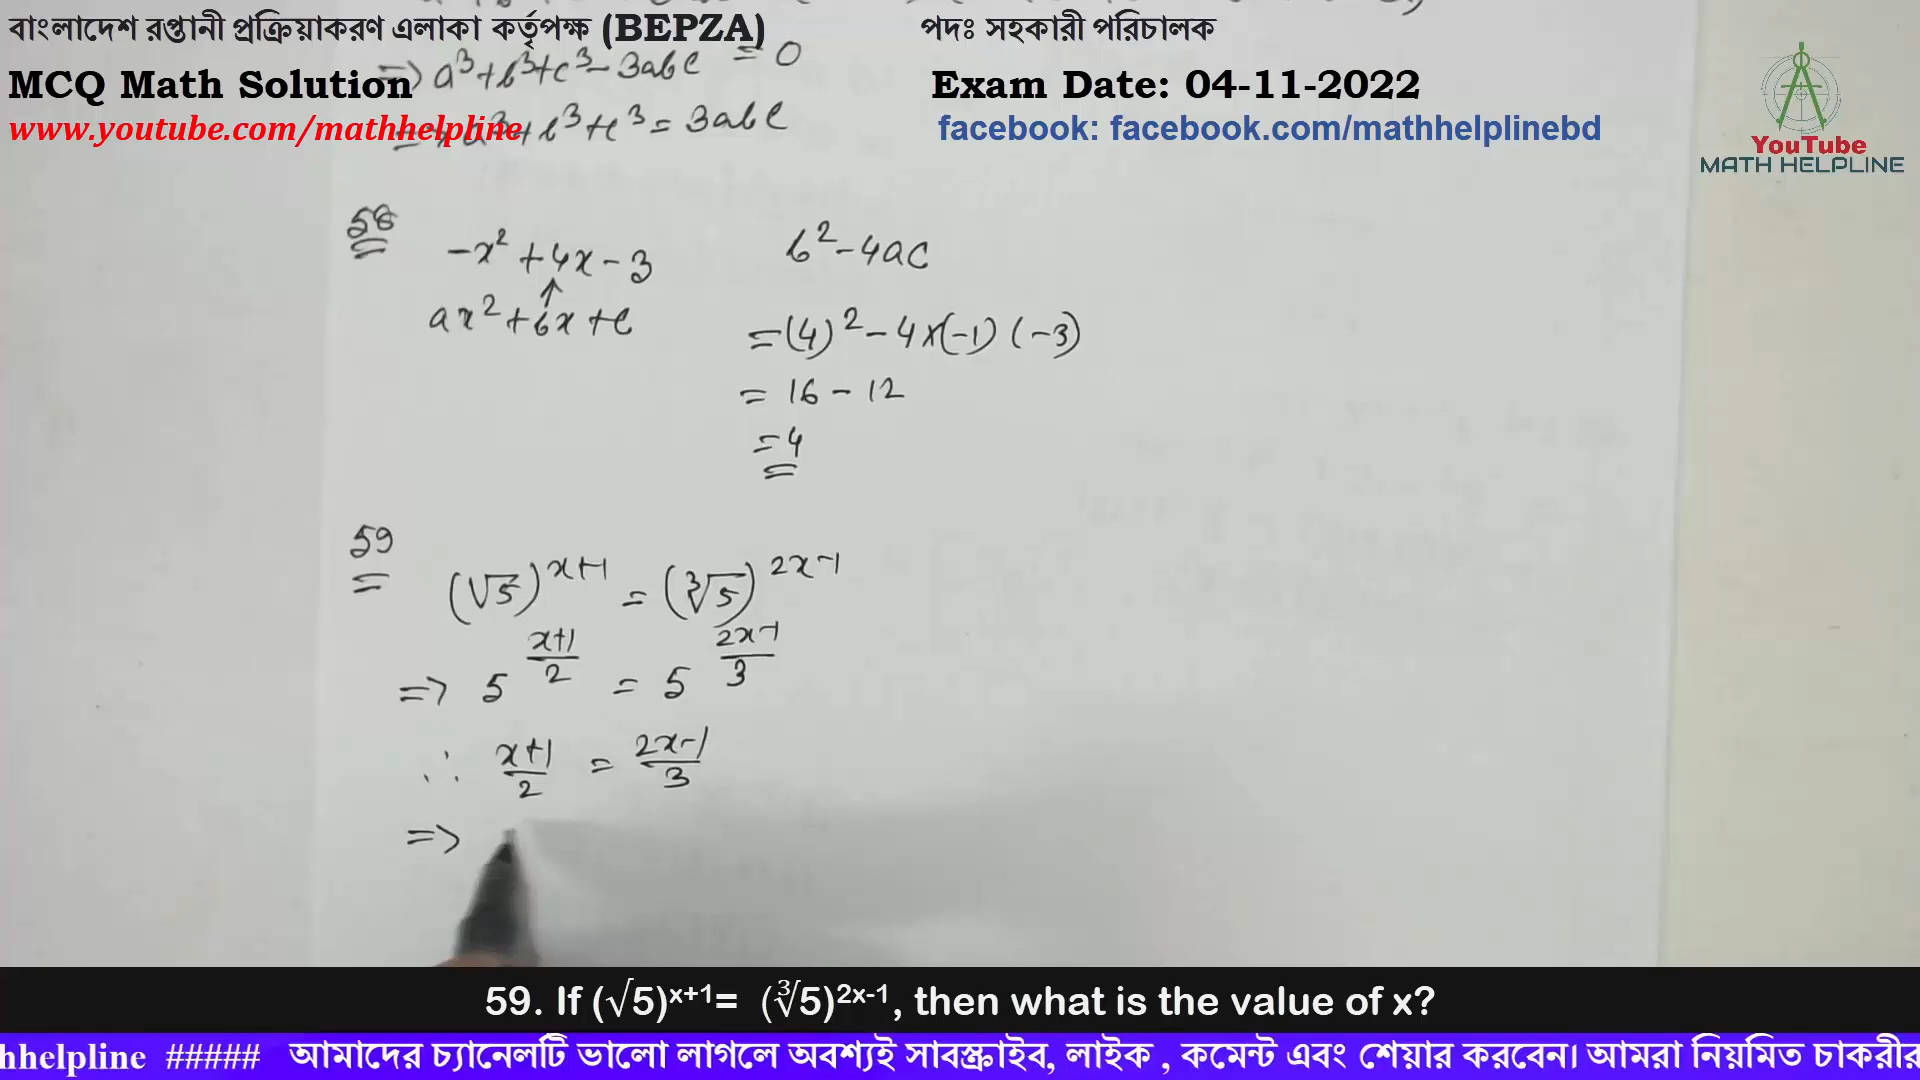 বাংলাদেশ রপ্তানী প্রক্রিয়াকরণ এলাকা কর্তৃপক্ষ (BEPZA)
পদঃ সহকারী পরিচালক
=> a³+b³+c³-3abc = 0
MCQ Math Solution
Exam Date: 04-11-2022
=> a³+b³+c³ = 3abc
www.youtube.com/mathhelpline
facebook: facebook.com/mathhelplinebd
YouTube
MATH HELPLINE
58
-x² + 4x - 3
ax² + bx + c
b² - 4ac
= (4)² - 4×(-1)(-3)
= 16 - 12
= 4
59
(√5)^x+1 = (∛5)^2x-1
=> 5^(x+1)/2 = 5^(2x-1)/3
∴ (x+1)/2 = (2x-1)/3
=>
59. If (√5)ˣ⁺¹= (∛5)²ˣ⁻¹, then what is the value of x?
hhelpline ##### আমাদের চ্যানেলটি ভালো লাগলে অবশ্যই সাবস্ক্রাইব, লাইক , কমেন্ট এবং শেয়ার করবেন। আমরা নিয়মিত চাকরীর